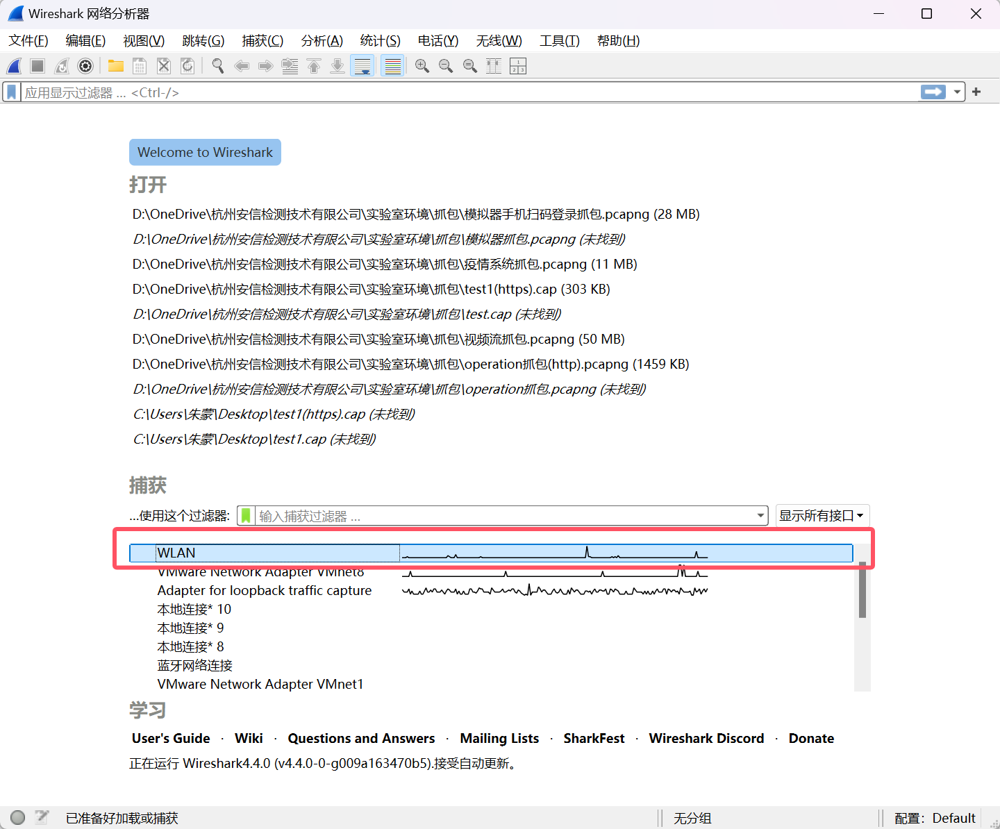 Wireshark 网络分析器
文件(F) 编辑(E) 视图(V) 跳转(G) 捕获(C) 分析(A) 统计(S) 电话(Y) 无线(W) 工具(T) 帮助(H)
应用显示过滤器 … <Ctrl-/>
Welcome to Wireshark
打开
D:\OneDrive\杭州安信检测技术有限公司\实验室环境\抓包\模拟器手机扫码登录抓包.pcapng (28 MB)
D:\OneDrive\杭州安信检测技术有限公司\实验室环境\抓包\模拟器抓包.pcapng (未找到)
D:\OneDrive\杭州安信检测技术有限公司\实验室环境\抓包\疫情系统抓包.pcapng (11 MB)
D:\OneDrive\杭州安信检测技术有限公司\实验室环境\抓包\test1(https).cap (303 KB)
D:\OneDrive\杭州安信检测技术有限公司\实验室环境\抓包\test.cap (未找到)
D:\OneDrive\杭州安信检测技术有限公司\实验室环境\抓包\视频流抓包.pcapng (50 MB)
D:\OneDrive\杭州安信检测技术有限公司\实验室环境\抓包\operation抓包(http).pcapng (1459 KB)
D:\OneDrive\杭州安信检测技术有限公司\实验室环境\抓包\operation抓包.pcapng (未找到)
C:\Users\朱蒙\Desktop\test1(https).cap (未找到)
C:\Users\朱蒙\Desktop\test1.cap (未找到)
捕获
…使用这个过滤器: 输入捕获过滤器 … 显示所有接口
WLAN
VMware Network Adapter VMnet8
Adapter for loopback traffic capture
本地连接* 10
本地连接* 9
本地连接* 8
蓝牙网络连接
VMware Network Adapter VMnet1
学习
User's Guide · Wiki · Questions and Answers · Mailing Lists · SharkFest · Wireshark Discord · Donate
正在运行 Wireshark4.4.0 (v4.4.0-0-g009a163470b5).接受自动更新。
已准备好加载或捕获 无分组 配置：Default